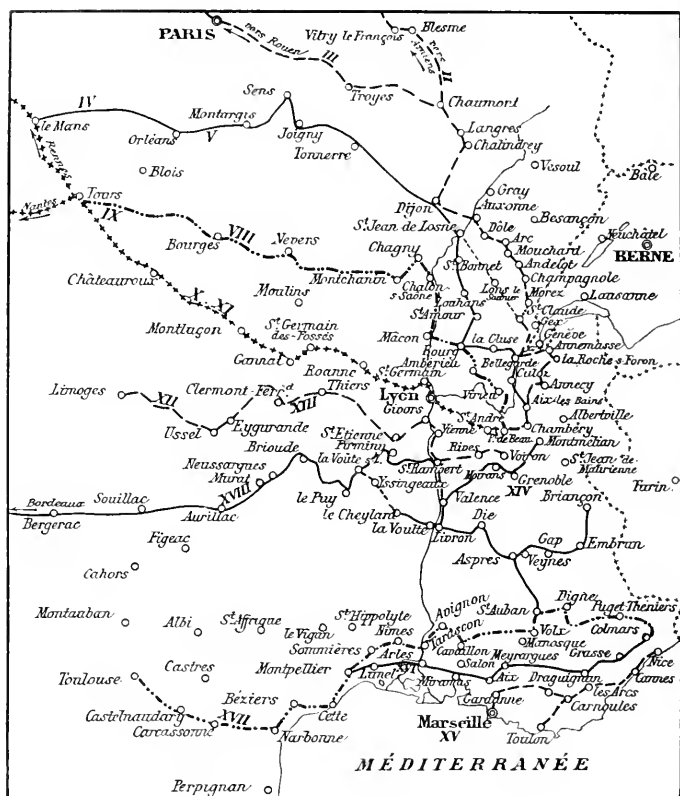 PARIS
Vitry le François
Blesme
pars Rouen
III
pars Amiens
II
Troyes
Chaumont
Sens
IV
le Mans
Montargis
Langres
Orléans
V
Joigny
Chalindrey
Tonnerre
Rennes
Vesoul
Blois
Bâle
Gray
Nantes
Tours
Dijon
Auxonne
IX
St Jean de Losne
Besançon
Neuchâtel
VIII
Dôle
Arc
BERNE
Bourges
Nevers
Chagny
Mouchard
St Bonnet
Andelot
Châteauroux
Montchanin
Champagnole
Moulins
Chalon s Saône
Louhans
Lons le Saunier
Morez
Lausanne
X
XI
St Amour
St Claude
Gex
Montluçon
St Germain des-Fossés
Mâcon
la Cluse
Genève
Annemasse
Bourg
Gannat
Roanne
Ambérieu
Bellegarde
la Roche s Foron
St Germain
Culoz
Limoges
Clermont-Ferrd
Thiers
Annecy
Lyon
Virieu
XII
XIII
Aix les Bains
Givors
St André
Albertville
Ussel
Eygurande
Vienne
Pt de Beau.
Chambéry
St Etienne
Rives
Voiron
Montmélian
Brioude
Firminy
Neussargues
la Voûte s
St Rambert
St Jean de Maurienne
Murat
Yssingeaux
Moirans
XIV
Grenoble
Turin
XVIII
Valence
Briançon
Bordeaux
Souillac
le Puy
Bergerac
Aurillac
le Cheylard
Die
la Voulte
Livron
Gap
Figeac
Embrun
Aspres
Veynes
Cahors
Avignon
St Auban
Digne
Montauban
St Affrique
St Hippolyte
Puget-Théniers
Albi
Nîmes
Tarascon
le Vigan
Cavaillon
Volx
Colmars
Sommières
Manosque
Arles
Salon
Meyrargues
Grasse
Nice
Castres
Montpellier
XVI
Toulouse
Lunel
Miramas
Aix
Draguignan
Cannes
Béziers
les Arcs
Gardanne
Carnoules
Castelnaudary
XVII
Cette
Marseille
Carcassonne
XV
Narbonne
Toulon
MÉDITERRANÉE
Perpignan